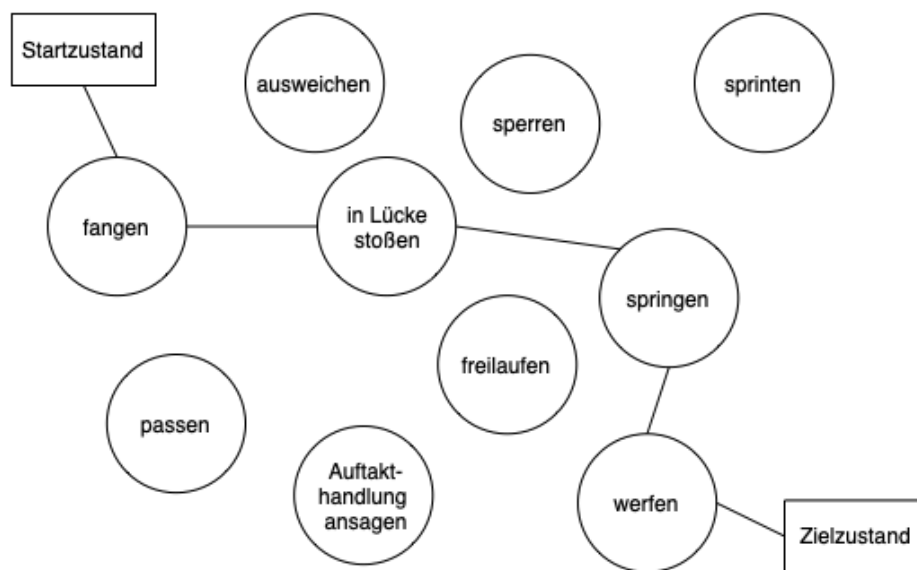 Startzustand
ausweichen
sperren
sprinten
fangen
in Lücke
stoßen
springen
freilaufen
passen
Auftakt-
handlung
ansagen
werfen
Zielzustand